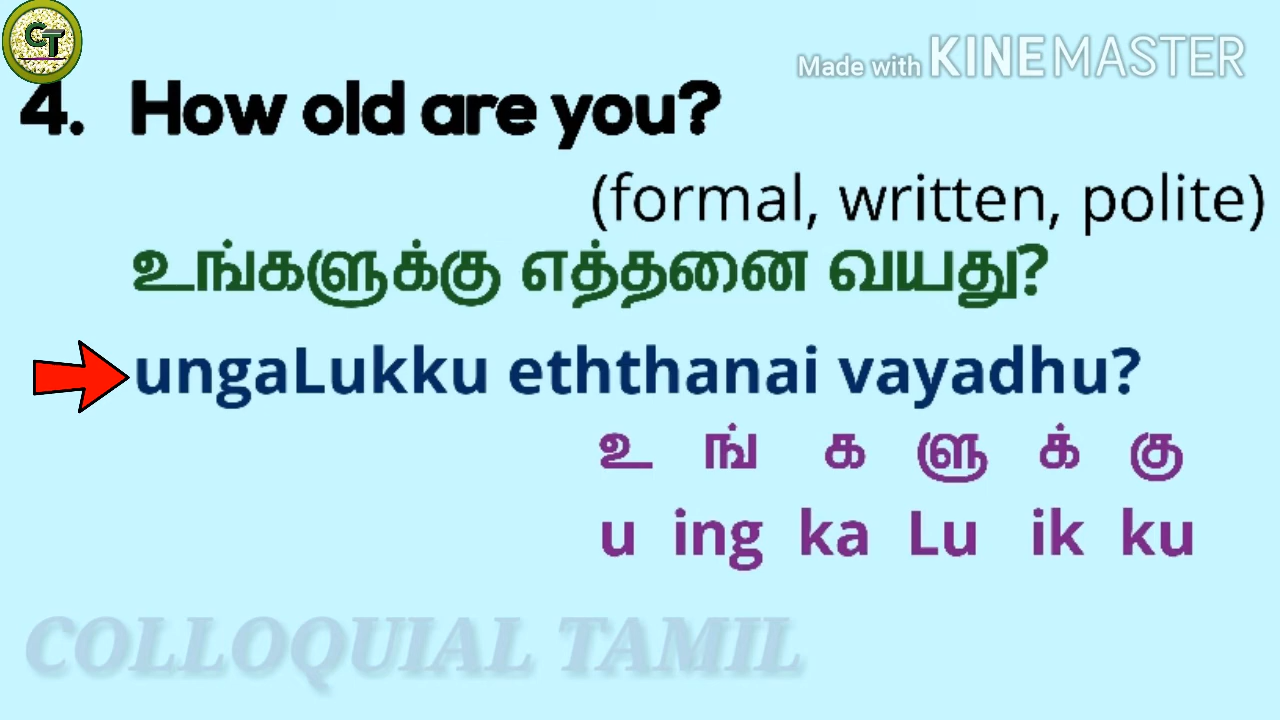 CT
Made with KINEMASTER
4. How old are you?
(formal, written, polite)
உங்களுக்கு எத்தனை வயது?
ungaLukku eththanai vayadhu?
உ ங் க ளு க் கு
u ing ka Lu ik ku
COLLOQUIAL TAMIL